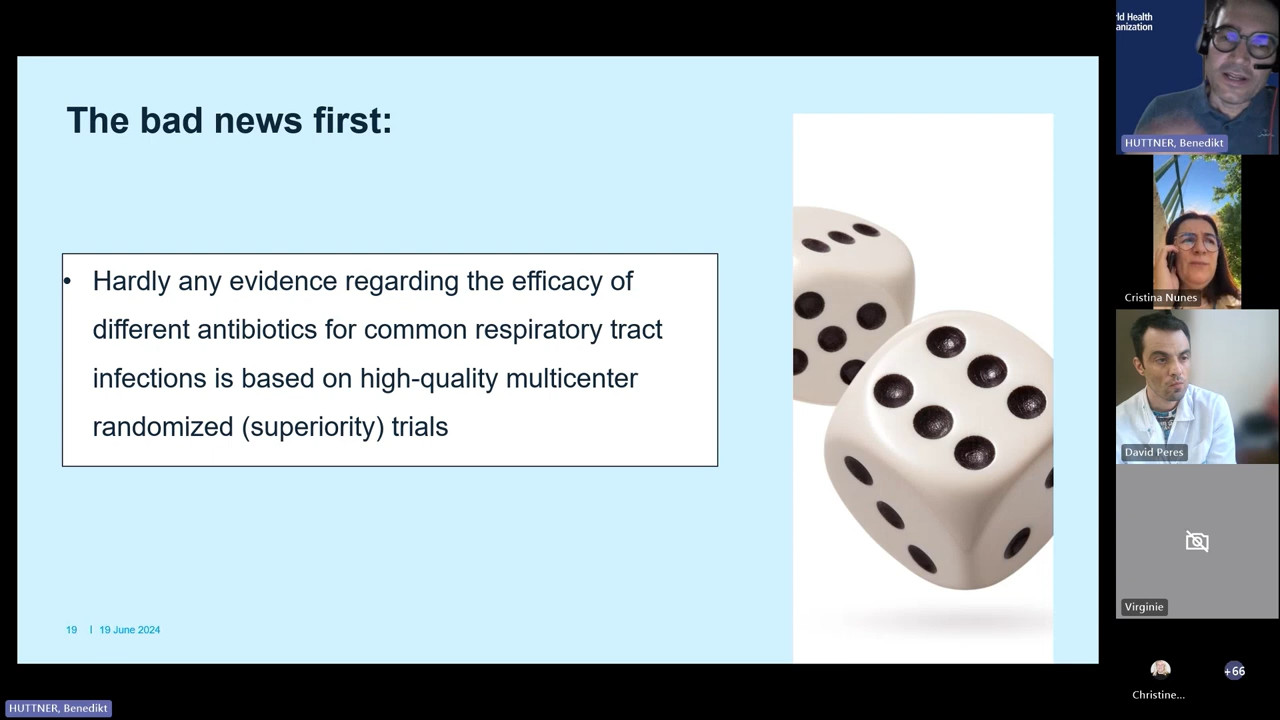 The bad news first:
• Hardly any evidence regarding the efficacy of
different antibiotics for common respiratory tract
infections is based on high-quality multicenter
randomized (superiority) trials
19 | 19 June 2024
HUTTNER, Benedikt
ld Health
anization
HUTTNER, Benedikt
Cristina Nunes
David Peres
Virginie
Christine...
+66